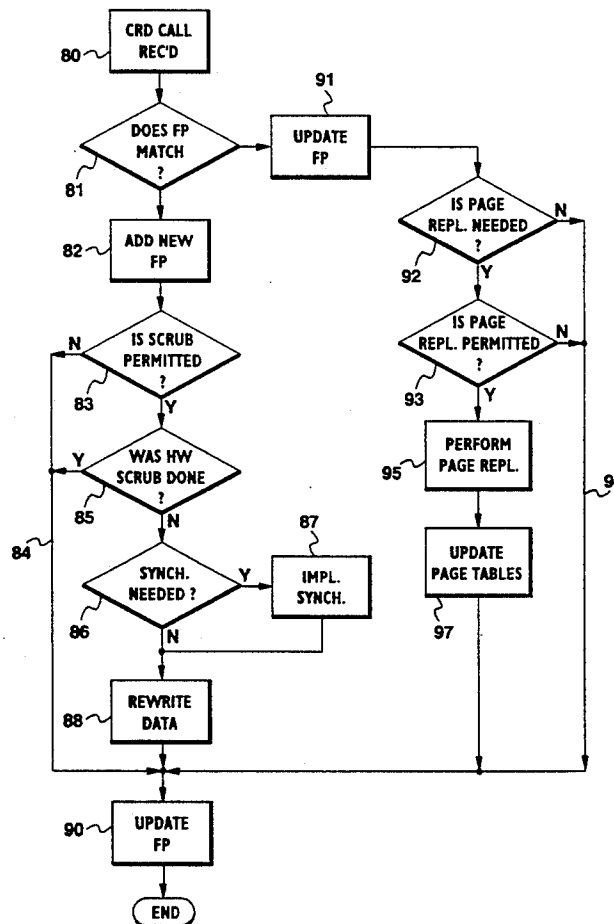 CRD CALL
REC'D
80
91
DOES FP
MATCH
?
81
UPDATE
FP
ADD NEW
FP
82
IS PAGE
REPL. NEEDED
?
N
Y
92
IS SCRUB
PERMITTED
?
N
Y
83
IS PAGE
REPL. PERMITTED
?
N
Y
93
WAS HW
SCRUB DONE
?
Y
N
85
84
PERFORM
PAGE REPL.
95
9
SYNCH.
NEEDED ?
Y
N
86
87
IMPL.
SYNCH.
UPDATE
PAGE TABLES
97
REWRITE
DATA
88
UPDATE
FP
90
END